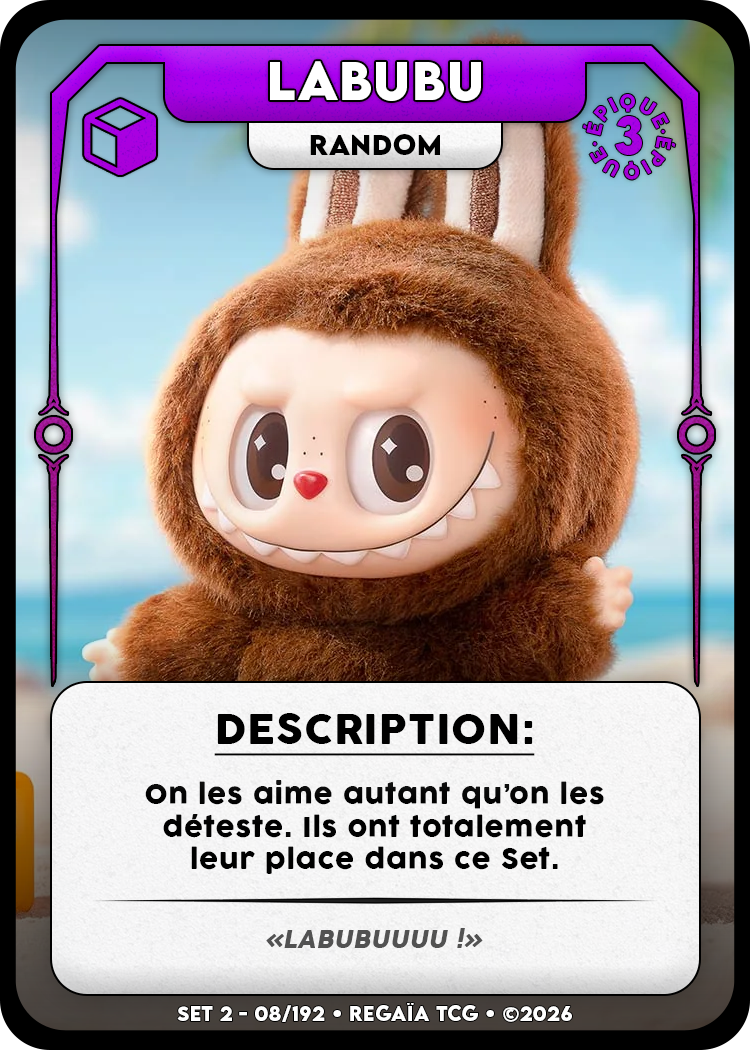 LABUBU
RANDOM
ÉPIQUE • ÉPIQUE • ÉPIQUE •
3
DESCRIPTION:
On les aime autant qu'on les
déteste. Ils ont totalement
leur place dans ce Set.
«LABUBUUUU !»
SET 2 - 08/192 • REGAÏA TCG • ©2026